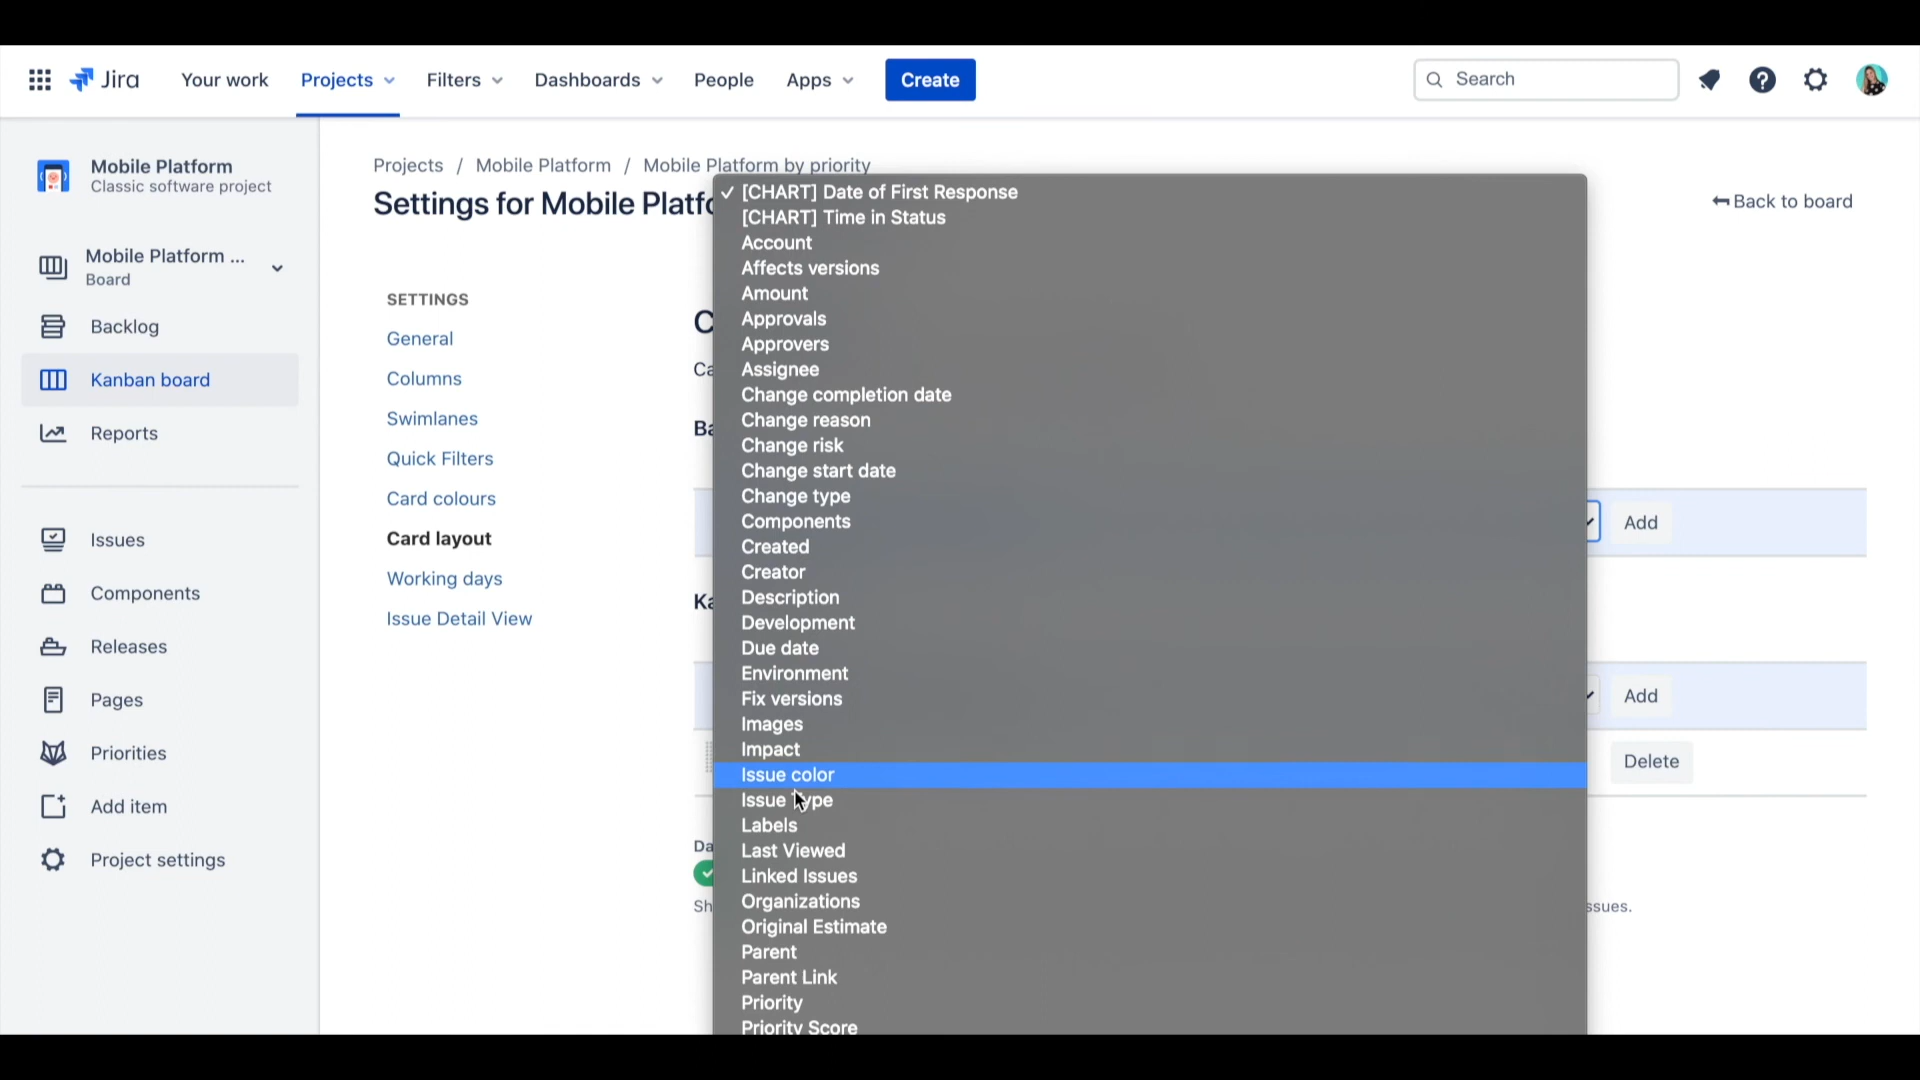 Jira
Your work
Projects
Filters
Dashboards
People
Apps
Create
Search
Mobile Platform
Classic software project
Mobile Platform ...
Board
Backlog
Kanban board
Reports
Issues
Components
Releases
Pages
Priorities
Add item
Project settings
Projects / Mobile Platform / Mobile Platform by priority
Settings for Mobile Platfo
Back to board
SETTINGS
General
Columns
Swimlanes
Quick Filters
Card colours
Card layout
Working days
Issue Detail View
C
Ca
Ba
Add
Ka
Add
Delete
Da
Sh
ssues.
[CHART] Date of First Response
[CHART] Time in Status
Account
Affects versions
Amount
Approvals
Approvers
Assignee
Change completion date
Change reason
Change risk
Change start date
Change type
Components
Created
Creator
Description
Development
Due date
Environment
Fix versions
Images
Impact
Issue color
Issue Type
Labels
Last Viewed
Linked Issues
Organizations
Original Estimate
Parent
Parent Link
Priority
Priority Score